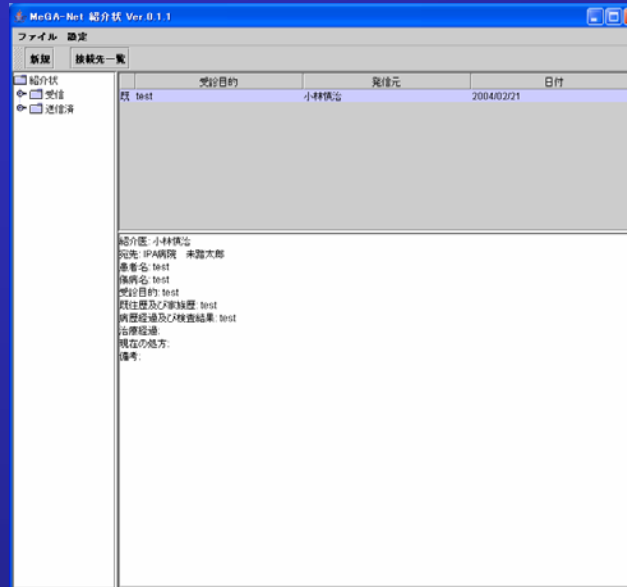 MeGA-Net 紹介状 Ver.0.1.1
ファイル 設定
新規 接続先一覧
紹介状
受信
送信済
受診目的 発信元 日付
既 test 小林慎治 2004/02/21
紹介医: 小林慎治
宛先: IPA病院 未踏太郎
患者名: test
傷病名: test
受診目的: test
既往歴及び家族歴: test
病歴経過及び検査結果: test
治療経過:
現在の処方:
備考: